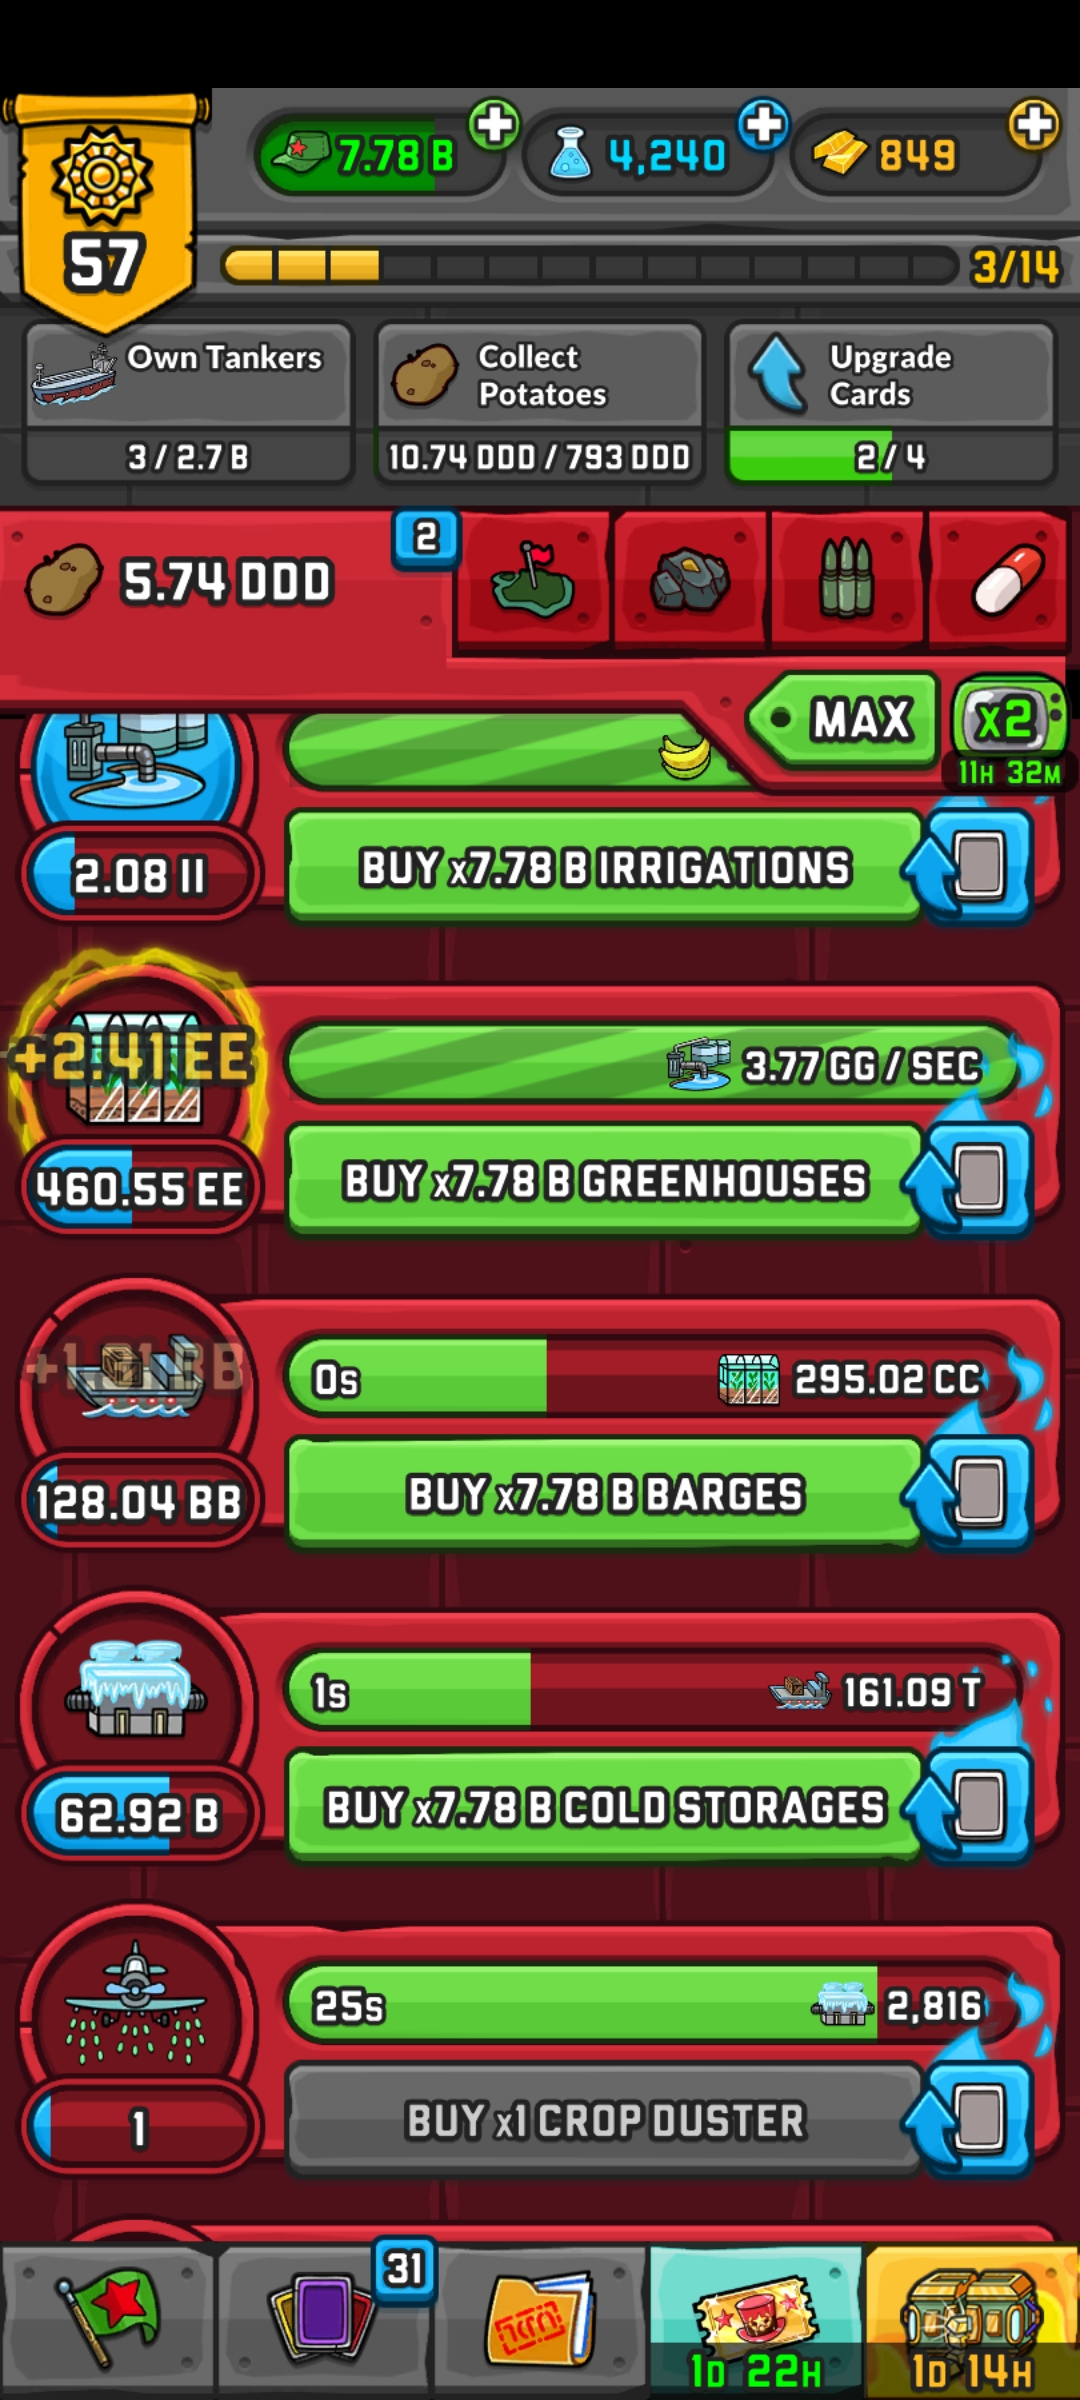 7.78 B
4,240
849
57
3/14
Own Tankers
3 / 2.7 B
Collect
Potatoes
10.74 DDD / 793 DDD
Upgrade
Cards
2 / 4
5.74 DDD
2
MAX
x2
11H 32M
2.08 II
BUY x7.78 B IRRIGATIONS
+2.41 EE
3.77 GG / SEC
460.55 EE
BUY x7.78 B GREENHOUSES
0s
295.02 CC
128.04 BB
BUY x7.78 B BARGES
1s
161.09 T
62.92 B
BUY x7.78 B COLD STORAGES
25s
2,816
1
BUY x1 CROP DUSTER
31
1D 22H
1D 14H